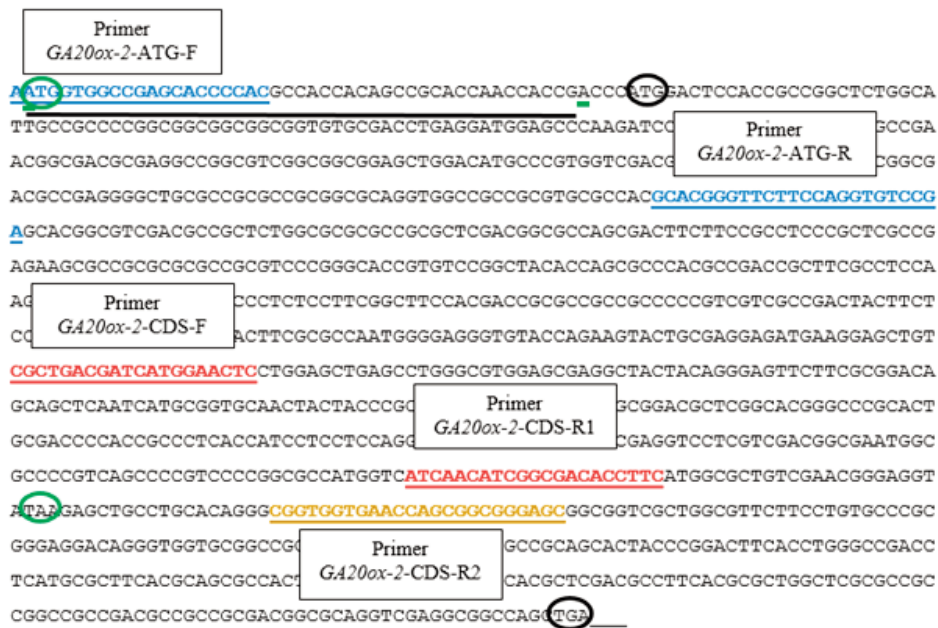 Primer
GA20ox-2-ATG-F
AATGGTGGCCGAGCACCCCACGCCACCACAGCCGCACCAACCACCGACCCATGGACTCCACCGCCGGCTCTGGCA
TTGCCGCCCCGGCGGCGGCGGCGGTGTGCGACCTGAGGATGGAGCCCAAGATCC GCCGA
Primer
GA20ox-2-ATG-R
ACGGCGACGCGAGGCCGGCGTCGGCGGCGGAGCTGGACATGCCCGTGGTCGACG CGGCG
ACGCCGAGGGGCTGCGCCGCGCCGCGGCGCAGGTGGCCGCCGCGTGCGCCACGCACGGGTTCTTCCAGGTGTCCG
AGCACGGCGTCGACGCCGCTCTGGCGCGCGCCGCGCTCGACGGCGCCAGCGACTTCTTCCGCCTCCCGCTCGCCG
AGAAGCGCCGCGCGCGCCGCGTCCCGGGCACCGTGTCCGGCTACACCAGCGCCCACGCCGACCGCTTCGCCTCCA
AG CCCTCTCCTTCGGCTTCCACGACCGCGCCGCCGCCCCCGTCGTCGCCGACTACTTCT
Primer
GA20ox-2-CDS-F
CC ACTTCGCGCCAATGGGGAGGGTGTACCAGAAGTACTGCGAGGAGATGAAGGAGCTGT
CGCTGACGATCATGGAACTCCTGGAGCTGAGCCTGGGCGTGGAGCGAGGCTACTACAGGGAGTTCTTCGCGGACA
GCAGCTCAATCATGCGGTGCAACTACTACCCGC GCGGACGCTCGGCACGGGCCCGCACT
Primer
GA20ox-2-CDS-R1
GCGACCCCACCGCCCTCACCATCCTCCTCCAGG CGAGGTCCTCGTCGACGGCGAATGGC
GCCCCGTCAGCCCCGTCCCCGGCGCCATGGTCATCAACATCGGCGACACCTTCATGGCGCTGTCGAACGGGAGGT
ATAAGAGCTGCCTGCACAGGGCGGTGGTGAACCAGCGGCGGGAGCGGCGGTCGCTGGCGTTCTTCCTGTGCCCGC
GGGAGGACAGGGTGGTGCGGCCGC GCCGCAGCACTACCCGGACTTCACCTGGGCCGACC
Primer
GA20ox-2-CDS-R2
TCATGCGCTTCACGCAGCGCCACT CACGCTCGACGCCTTCACGCGCTGGCTCGCGCCGC
CGGCCGCCGACGCCGCCGCGACGGCGCAGGTCGAGGCGGCCAGCTGA